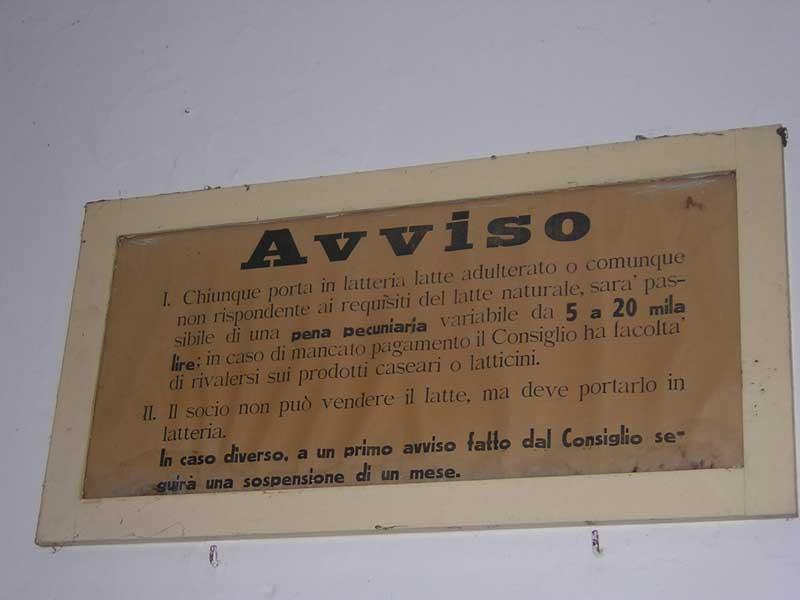 Avviso
I. Chiunque porta in latteria latte adulterato o comunque
non rispondente ai requisiti del latte naturale, sara' pas-
sibile di una pena pecuniaria variabile da 5 a 20 mila
lire; in caso di mancato pagamento il Consiglio ha facolta'
di rivalersi sui prodotti caseari o latticini.
II. Il socio non può vendere il latte, ma deve portarlo in
latteria.
In caso diverso, a un primo avviso fatto dal Consiglio se-
guirà una sospensione di un mese.